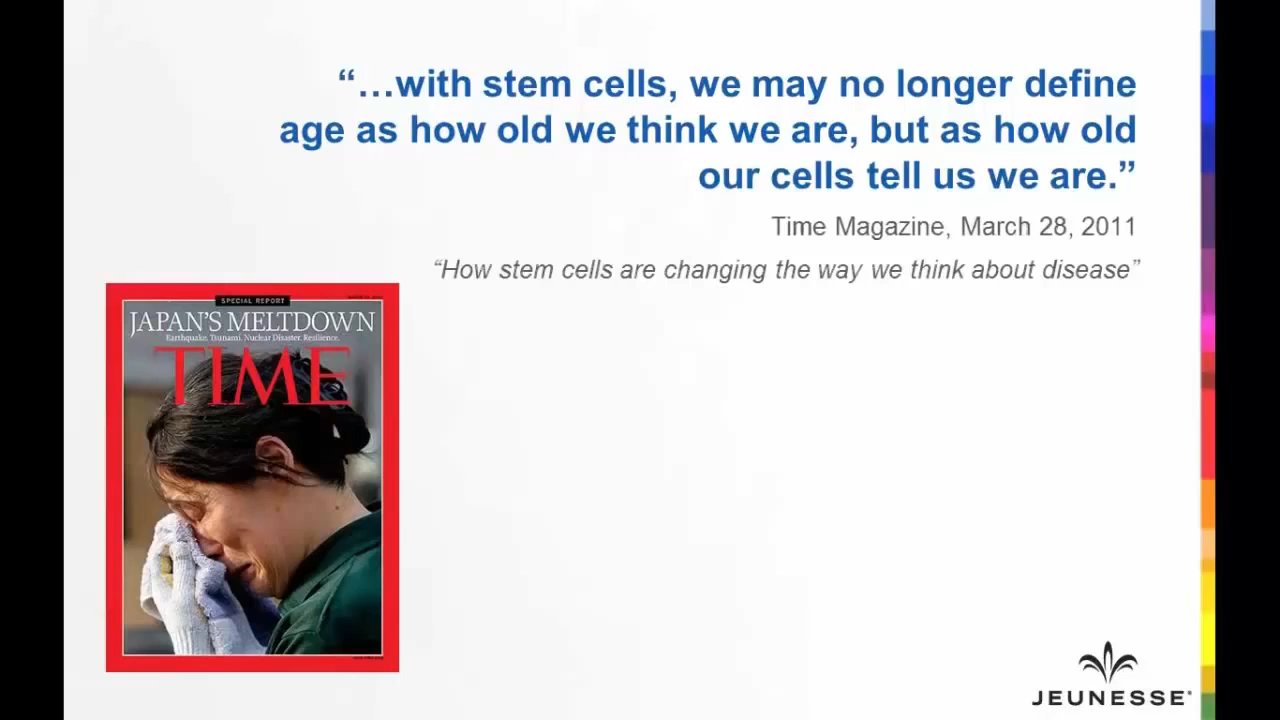 “…with stem cells, we may no longer define
age as how old we think we are, but as how old
our cells tell us we are.”
Time Magazine, March 28, 2011
“How stem cells are changing the way we think about disease”
SPECIAL REPORT
JAPAN'S MELTDOWN
Earthquake. Tsunami. Nuclear Disaster. Resilience.
TIME
JEUNESSE